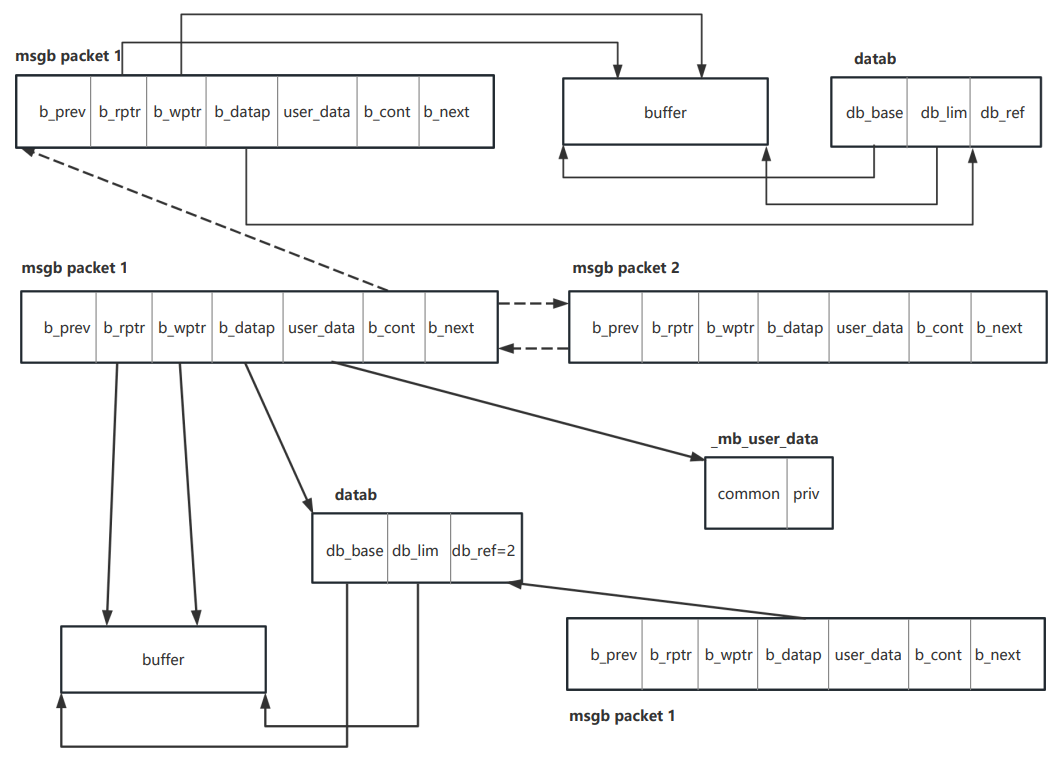 msgb packet 1
datab
b_prev b_rptr b_wptr b_datap user_data b_cont b_next
buffer
db_base db_lim db_ref
msgb packet 1
msgb packet 2
b_prev b_rptr b_wptr b_datap user_data b_cont b_next
b_prev b_rptr b_wptr b_datap user_data b_cont b_next
_mb_user_data
common priv
datab
db_base db_lim db_ref=2
buffer
b_prev b_rptr b_wptr b_datap user_data b_cont b_next
msgb packet 1